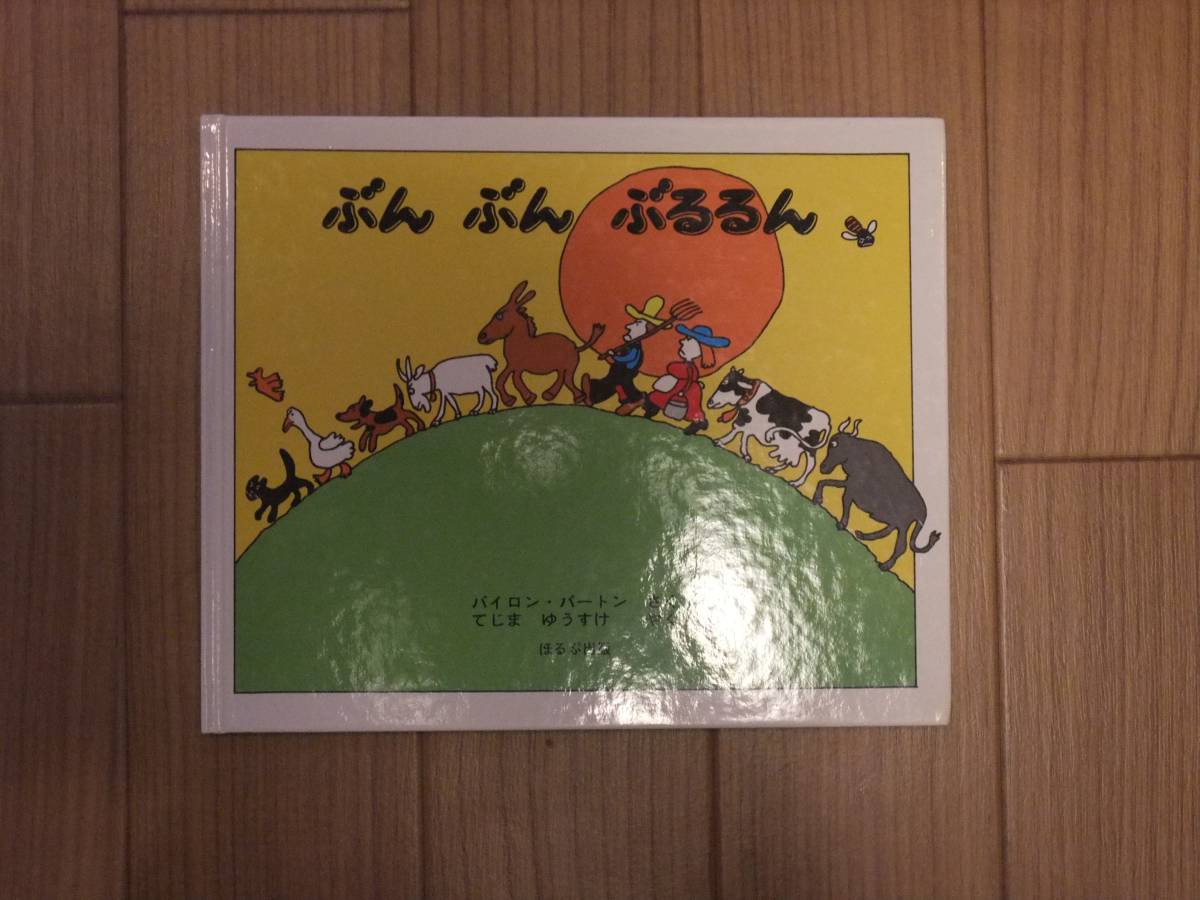 ぶん ぶん ぶるるん
バイロン・バートン さく
てじま ゆうすけ やく
ほるぷ出版